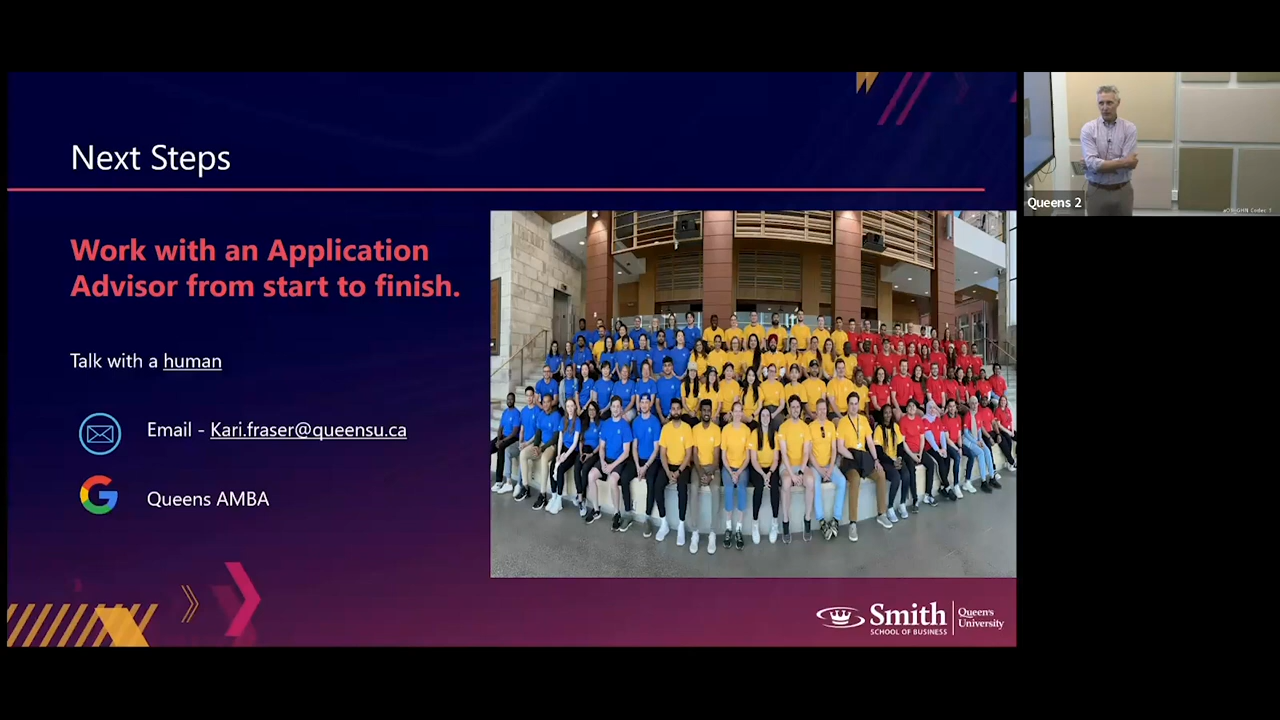 Next Steps
Work with an Application
Advisor from start to finish.
Talk with a human
Email - Kari.fraser@queensu.ca
Queens AMBA
Smith
SCHOOL OF BUSINESS
Queen's
University
Queens 2